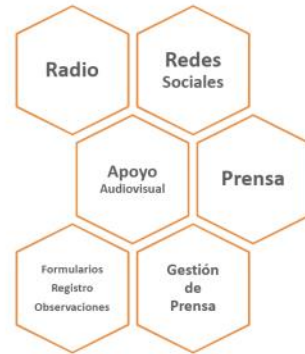 Radio
Redes
Sociales
Apoyo
Audiovisual
Prensa
Formularios
Registro
Observaciones
Gestión
de
Prensa